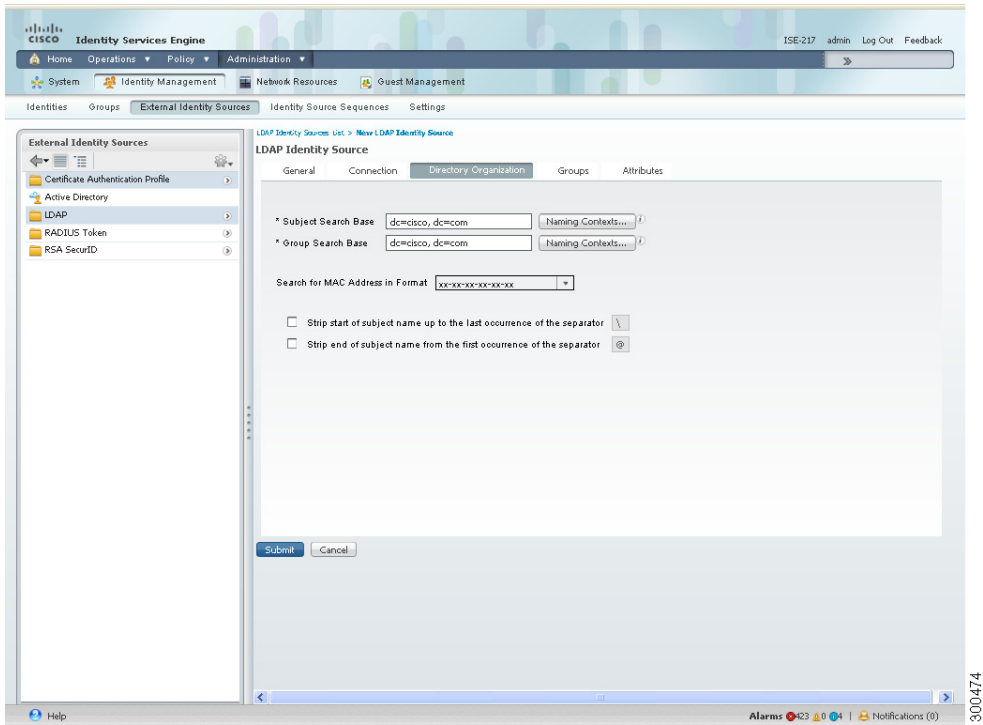 CISCO Identity Services Engine
ISE-217 admin Log Out Feedback
Home Operations Policy Administration
System Identity Management Network Resources Guest Management
Identities Groups External Identity Sources Identity Source Sequences Settings
External Identity Sources
Certificate Authentication Profile
Active Directory
LDAP
RADIUS Token
RSA SecurID
LDAP Identity Sources List > New LDAP Identity Source
LDAP Identity Source
General Connection Directory Organization Groups Attributes
* Subject Search Base dc=cisco, dc=com Naming Contexts... i
* Group Search Base dc=cisco, dc=com Naming Contexts... i
Search for MAC Address in Format xx-xx-xx-xx-xx-xx
Strip start of subject name up to the last occurrence of the separator \
Strip end of subject name from the first occurrence of the separator @
Submit Cancel
Help
Alarms 423 0 4 | Notifications (0)
300474